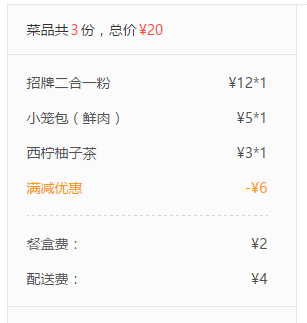 菜品共3份，总价¥20
招牌二合一粉 ¥12*1
小笼包（鲜肉） ¥5*1
西柠柚子茶 ¥3*1
满减优惠 -¥6
餐盒费： ¥2
配送费： ¥4